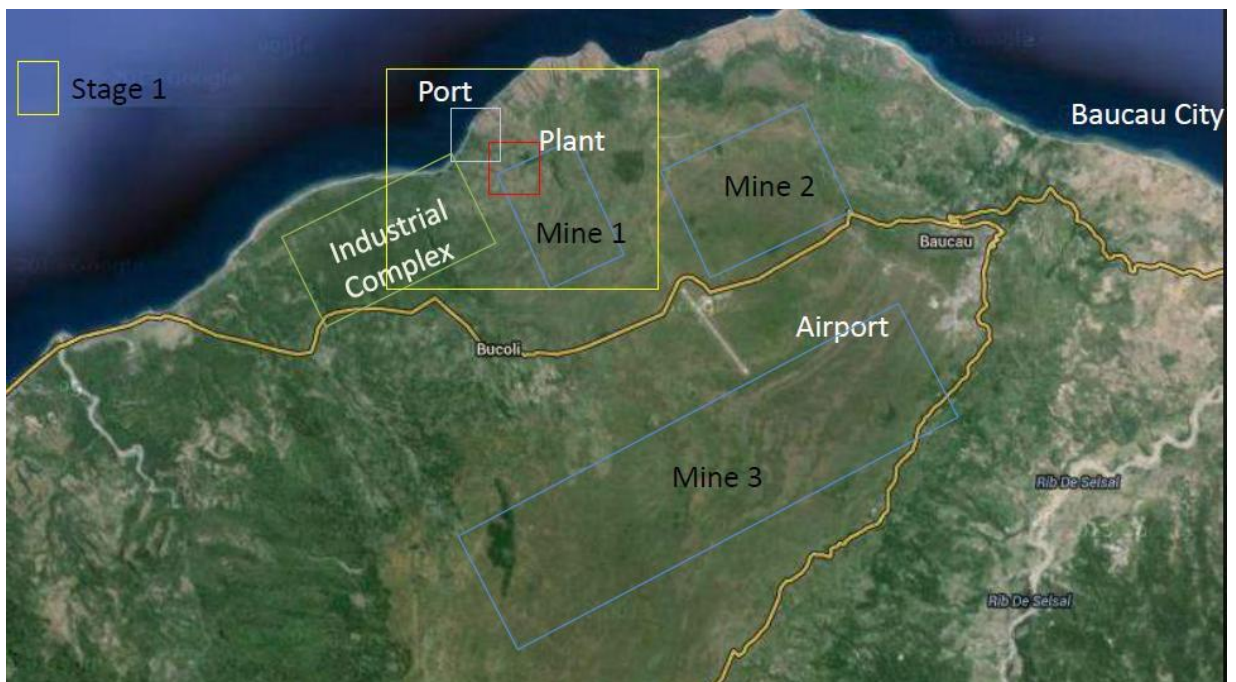 Stage 1
Port
Plant
Baucau City
Mine 2
Industrial
Complex
Mine 1
Baucau
Airport
Bucoli
Mine 3
Rib De Selsal
Rib De Selsal